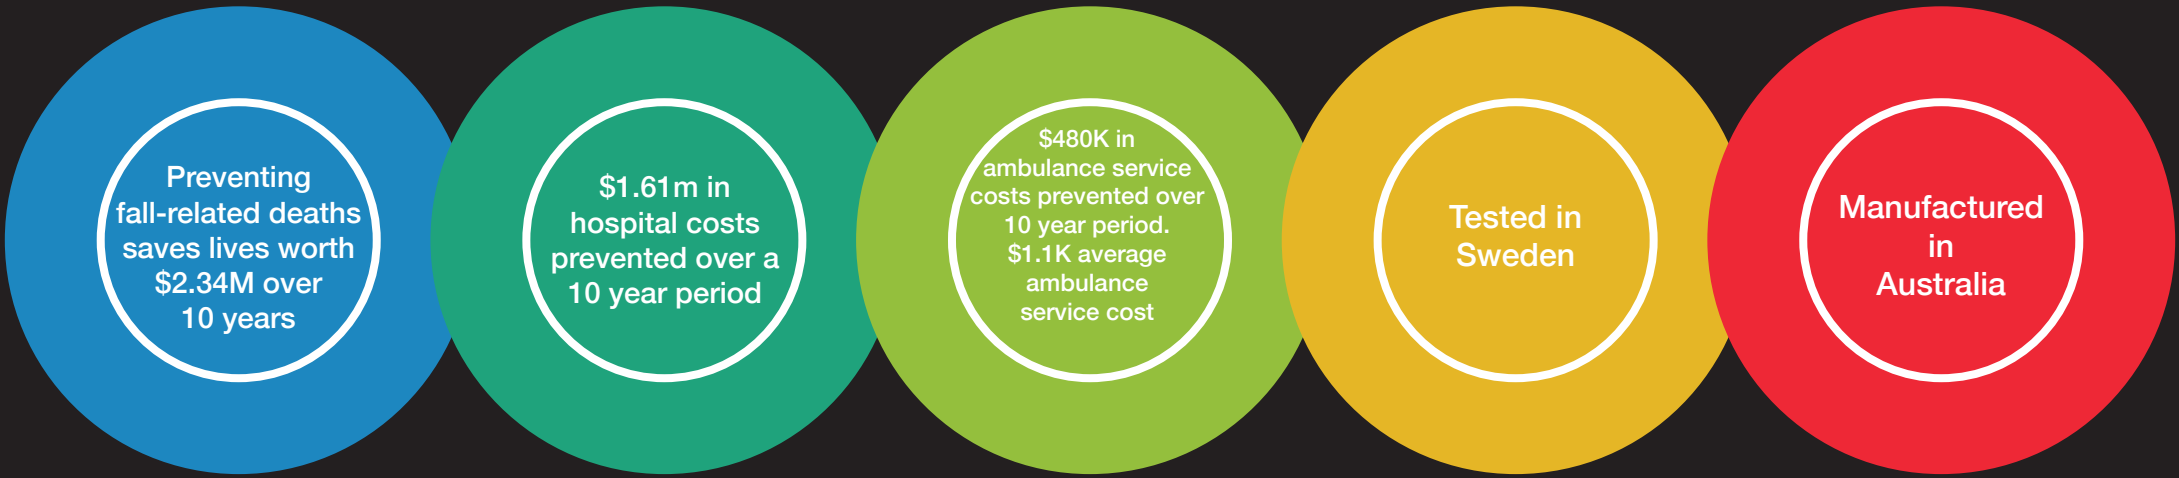 Preventing
fall-related deaths
saves lives worth
$2.34M over
10 years
$1.61m in
hospital costs
prevented over a
10 year period
$480K in
ambulance service
costs prevented over
10 year period.
$1.1K average
ambulance
service cost
Tested in
Sweden
Manufactured
in
Australia